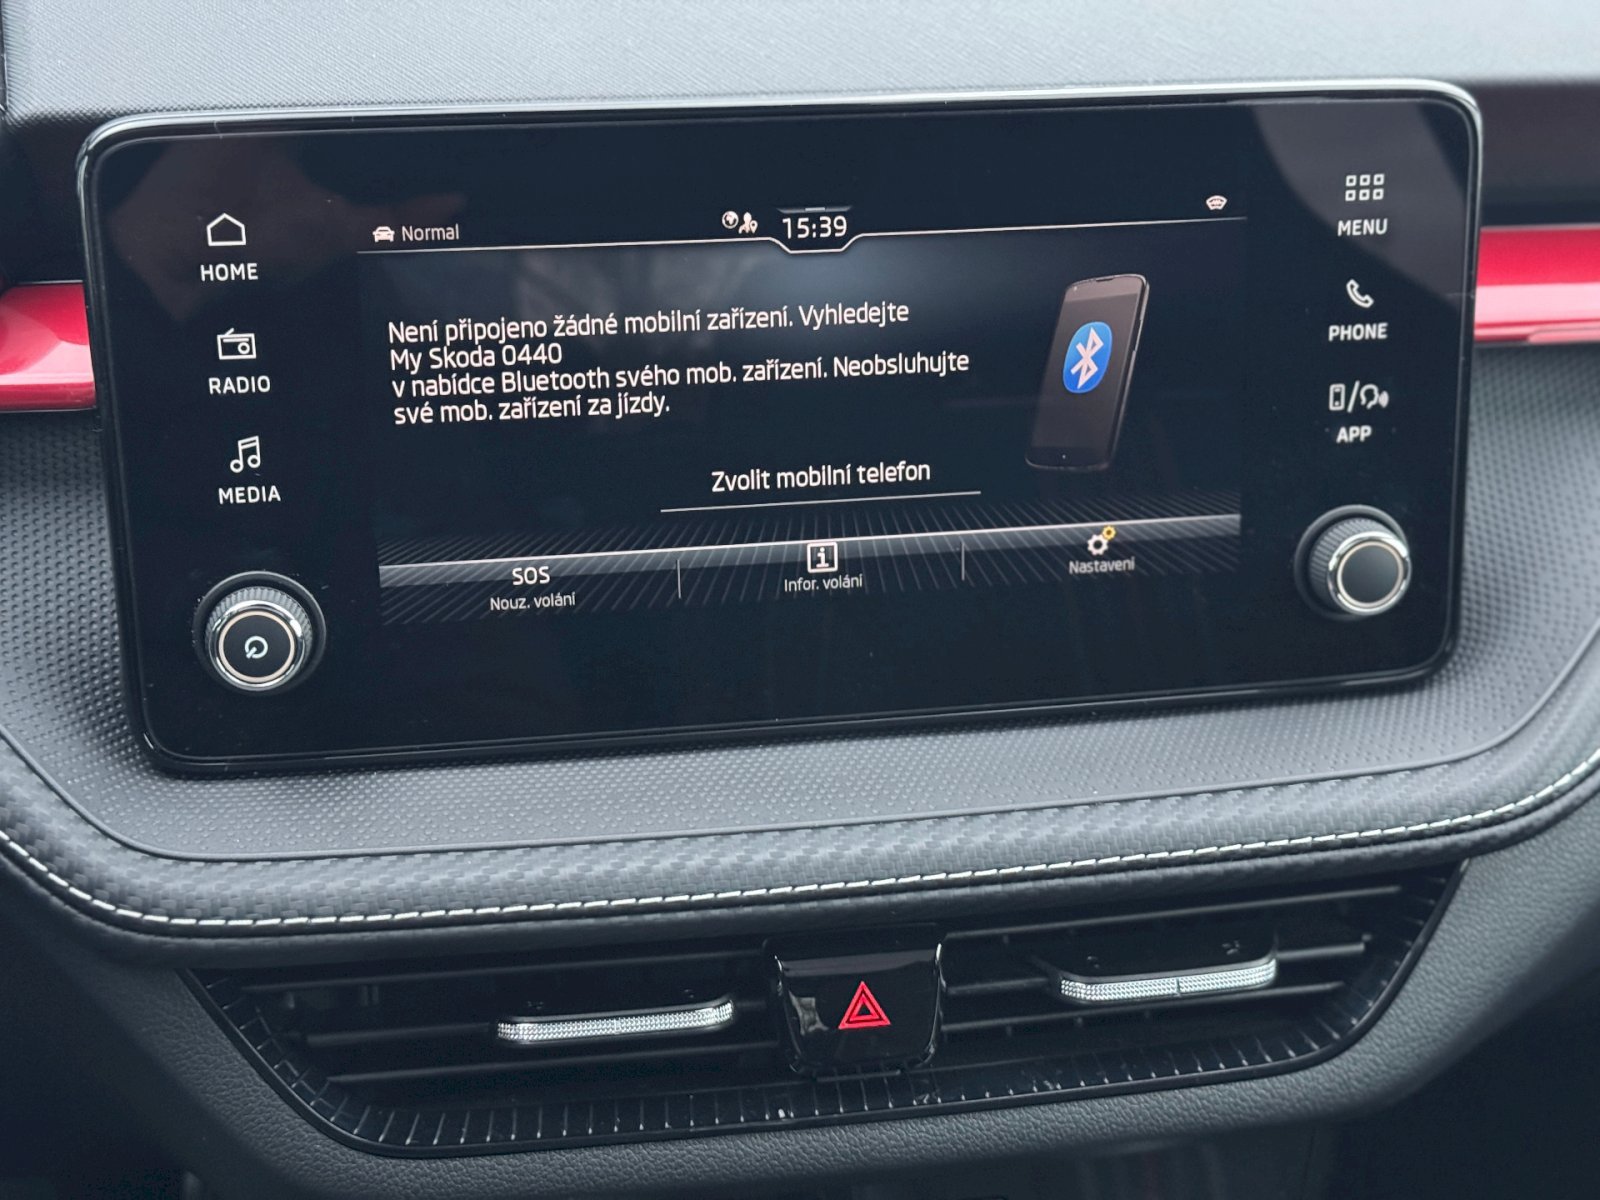 HOME
RADIO
MEDIA
Normal
15:39
Není připojeno žádné mobilní zařízení. Vyhledejte
My Skoda 0440
v nabídce Bluetooth svého mob. zařízení. Neobsluhujte
své mob. zařízení za jízdy.
Zvolit mobilní telefon
SOS
Nouz. volání
Infor. volání
Nastavení
MENU
PHONE
APP